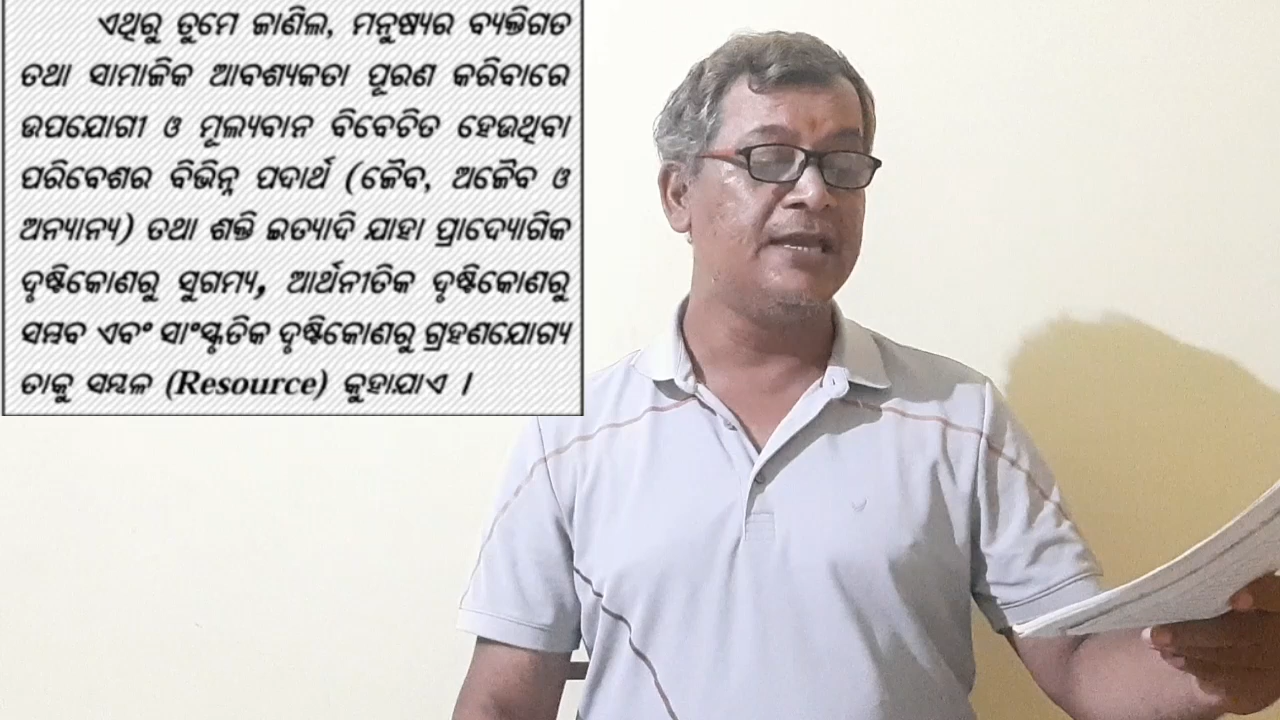 ଏଥିରୁ ତୁମେ ଜାଣିଲ, ମନୁଷ୍ୟର ବ୍ୟକ୍ତିଗତ
ତଥା ସାମାଜିକ ଆବଶ୍ୟକତା ପୂରଣ କରିବାରେ
ଉପଯୋଗୀ ଓ ମୂଲ୍ୟବାନ ବିବେଚିତ ହେଉଥିବା
ପରିବେଶର ବିଭିନ୍ନ ପଦାର୍ଥ (ଜୈବ, ଅଜୈବ ଓ
ଅନ୍ୟାନ୍ୟ) ତଥା ଶକ୍ତି ଇତ୍ୟାଦି ଯାହା ପ୍ରାଦ୍ୟୋଗିକ
ଦୃଷ୍ଟିକୋଣରୁ ସୁଗମ୍ୟ, ଆର୍ଥନୀତିକ ଦୃଷ୍ଟିକୋଣରୁ
ସମ୍ଭବ ଏବଂ ସାଂସ୍କୃତିକ ଦୃଷ୍ଟିକୋଣରୁ ଗ୍ରହଣଯୋଗ୍ୟ
ତାକୁ ସମ୍ବଳ (Resource) କୁହାଯାଏ ।